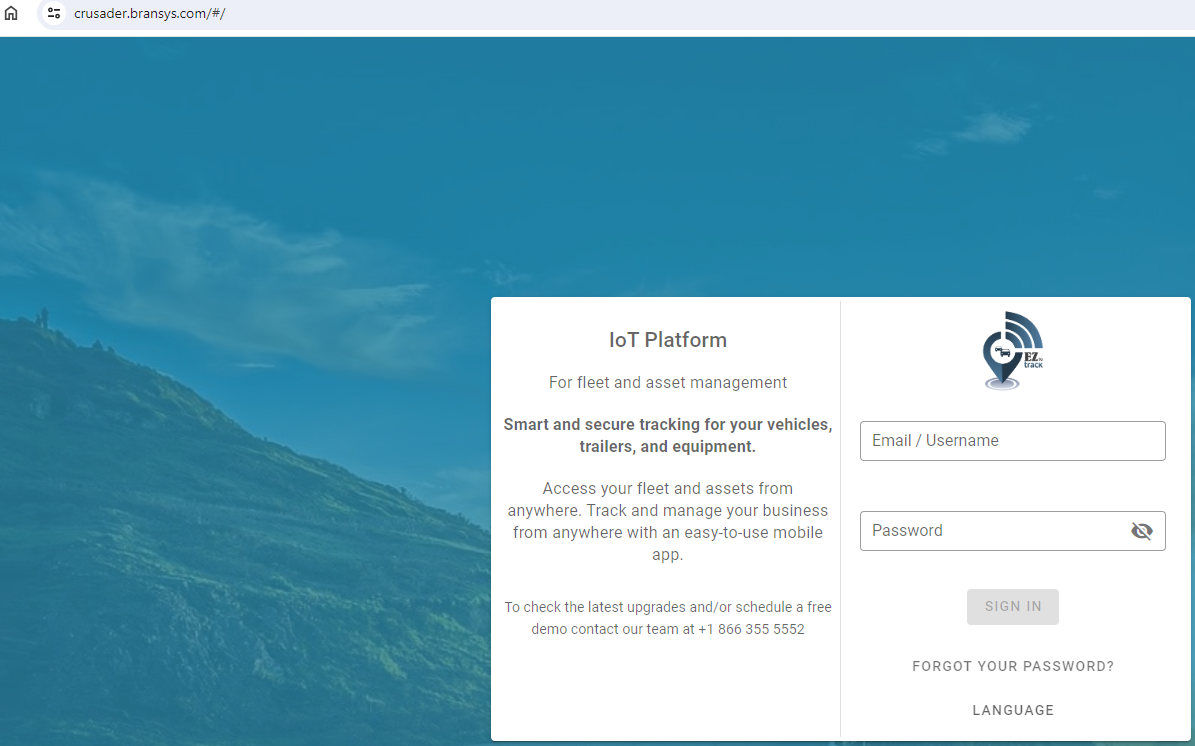 crusader.bransys.com/#/
IoT Platform
For fleet and asset management
Smart and secure tracking for your vehicles,
trailers, and equipment.
Access your fleet and assets from
anywhere. Track and manage your business
from anywhere with an easy-to-use mobile
app.
To check the latest upgrades and/or schedule a free
demo contact our team at +1 866 355 5552
EZ
track
Email / Username
Password
SIGN IN
FORGOT YOUR PASSWORD?
LANGUAGE